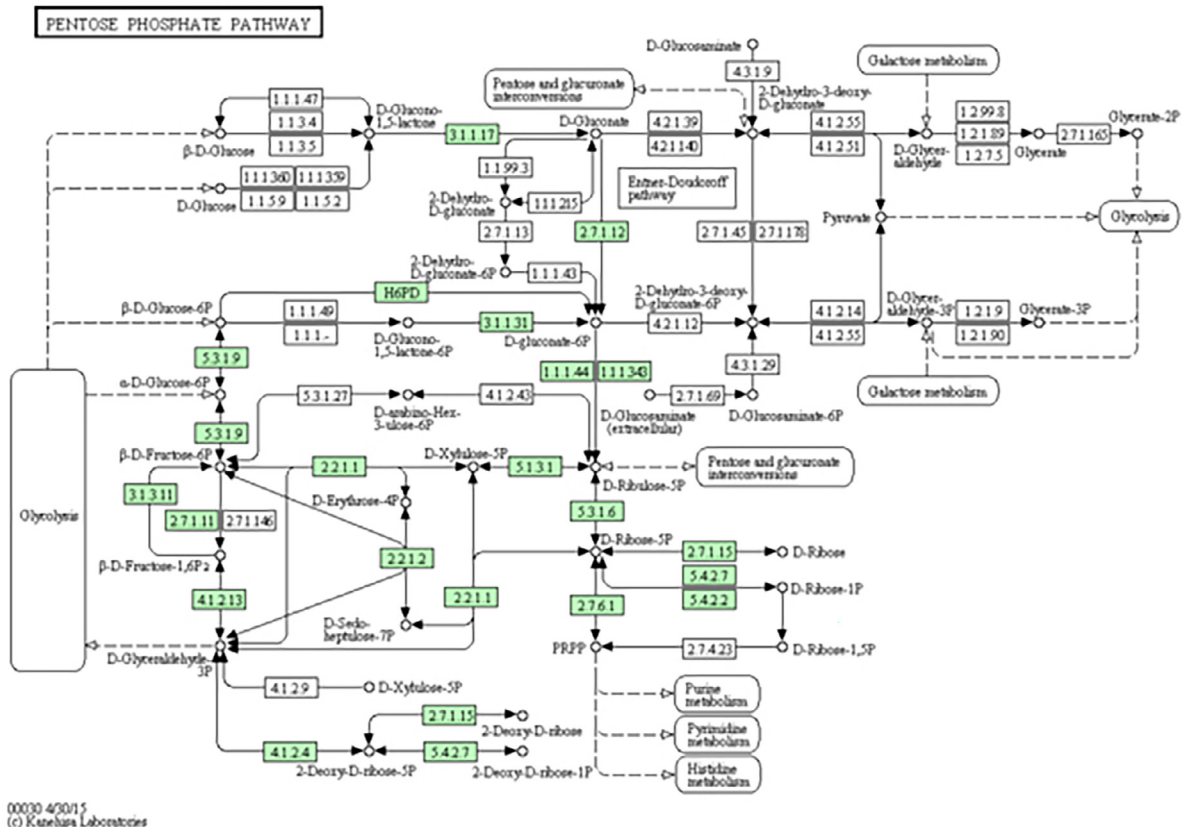 PENTOSE PHOSPHATE PATHWAY
D-Glucosaminate
4.3.1.9
Galactose metabolism
Pentose and glucuronate
interconversions
2-Dehydro-3-deoxy-
D-gluconate
1.1.1.47
1.1.3.4
1.1.3.5
β-D-Glucose
D-Glucono-
1,5-lactone
3.1.1.17
D-Gluconate
4.2.1.39
4.2.1.140
4.1.2.55
4.1.2.51
D-Glycer-
aldehyde
1.2.99.8
1.2.1.89
1.2.7.5
Glycerate
2.7.1.165
Glycerate-2P
1.1.1.360
1.1.1.359
1.1.5.9
1.1.5.2
D-Glucose
1.1.99.3
2-Dehydro-
D-gluconate
1.1.1.215
Entner-Doudoroff
pathway
2.7.1.13
2.7.1.12
2.7.1.45
2.7.1.178
Pyruvate
Glycolysis
2-Dehydro-
D-gluconate-6P
1.1.1.43
H6PD
2-Dehydro-3-deoxy-
D-gluconate-6P
β-D-Glucose-6P
1.1.1.49
1.1.1.-
D-Glucono-
1,5-lactone-6P
3.1.1.31
D-gluconate-6P
4.2.1.12
4.1.2.14
4.1.2.55
D-Glycer-
aldehyde-3P
1.2.1.9
1.2.1.90
Glycerate-3P
5.3.1.9
1.1.1.44
1.1.1.343
4.3.1.29
α-D-Glucose-6P
5.3.1.27
D-arabino-Hex-
3-ulose-6P
4.1.2.43
2.7.1.69
D-Glucosaminate
(extracellular)
D-Glucosaminate-6P
Galactose metabolism
5.3.1.9
β-D-Fructose-6P
2.2.1.1
D-Xylulose-5P
5.1.3.1
D-Ribulose-5P
Pentose and glucuronate
interconversions
Glycolysis
3.1.3.11
2.7.1.11
2.7.1.146
D-Erythrose-4P
5.3.1.6
β-D-Fructose-1,6P2
2.2.1.2
D-Ribose-5P
2.7.1.15
D-Ribose
5.4.2.7
5.4.2.2
D-Ribose-1P
4.1.2.13
2.2.1.1
2.7.6.1
D-Sedo-
heptulose-7P
D-Glyceraldehyde-
3P
PRPP
2.7.4.23
D-Ribose-1,5P
4.1.2.9
D-Xylulose-5P
Purine
metabolism
2.7.1.15
2-Deoxy-D-ribose
Pyrimidine
metabolism
4.1.2.4
2-Deoxy-D-ribose-5P
5.4.2.7
2-Deoxy-D-ribose-1P
Histidine
metabolism
00030 4/30/15
(c) Kanehisa Laboratories